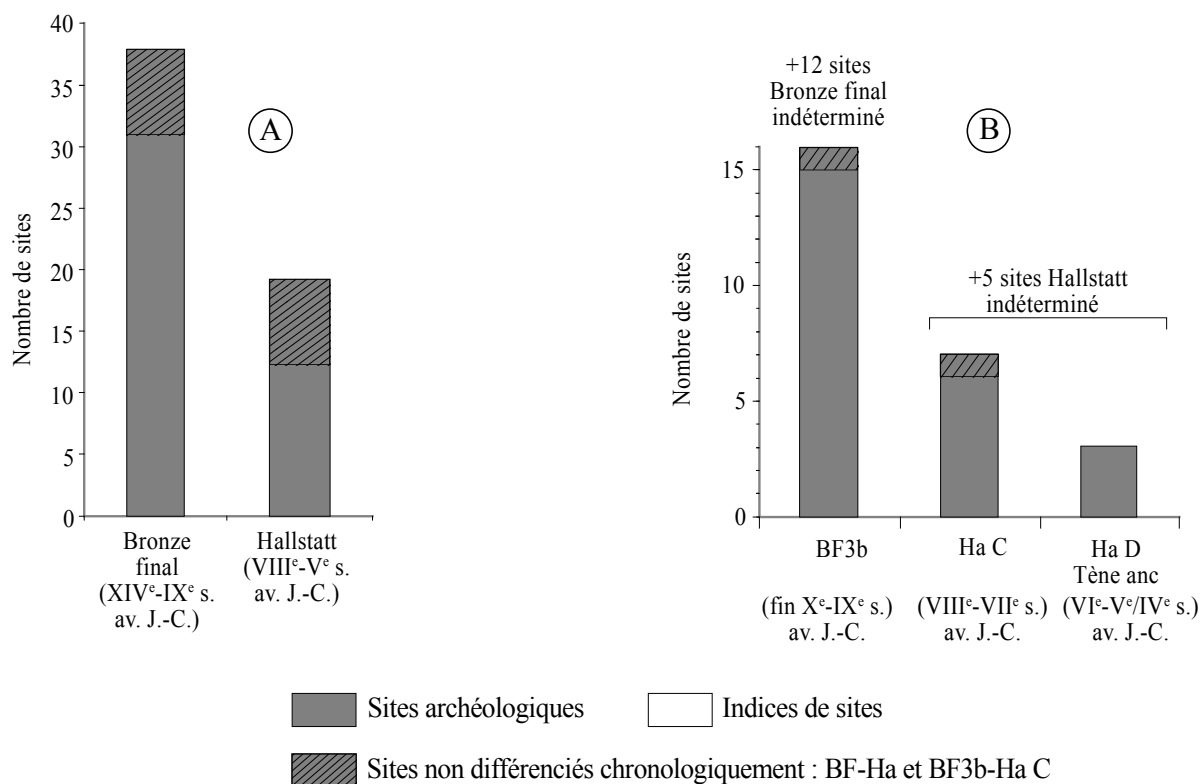 40
35
30
25
20
15
10
5
0
Nombre de sites
A
Bronze
final
(XIVe-IXe s.
av. J.-C.)
Hallstatt
(VIIIe-Ve s.
av. J.-C.)
+12 sites
Bronze final
indéterminé
B
15
10
5
0
Nombre de sites
+5 sites Hallstatt
indéterminé
BF3b
(fin Xe-IXe s.)
av. J.-C.
Ha C
(VIIIe-VIIe s.)
av. J.-C.
Ha D
Tène anc
(VIe-Ve/IVe s.)
av. J.-C.
Sites archéologiques
Indices de sites
Sites non différenciés chronologiquement : BF-Ha et BF3b-Ha C